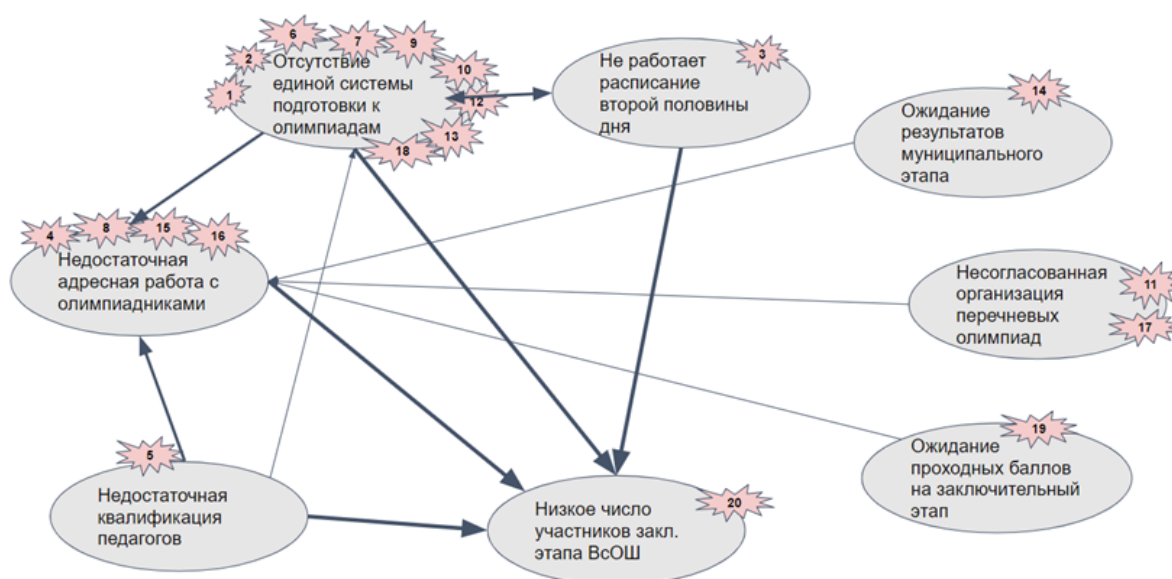 6
7
9
2
10
1
12
13
18
Отсутствие
единой системы
подготовки к
олимпиадам
3
Не работает
расписание
второй половины
дня
14
Ожидание
результатов
муниципального
этапа
4
8
15
16
Недостаточная
адресная работа с
олимпиадниками
11
17
Несогласованная
организация
перечневых
олимпиад
5
Недостаточная
квалификация
педагогов
20
Низкое число
участников закл.
этапа ВсОШ
19
Ожидание
проходных баллов
на заключительный
этап